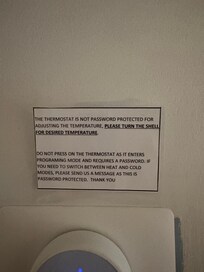 THE THERMOSTAT IS NOT PASSWORD PROTECTED FOR
ADJUSTING THE TEMPERATURE. PLEASE TURN THE SHELL
FOR DESIRED TEMPERATURE
DO NOT PRESS ON THE THERMOSTAT AS IT ENTERS
PROGRAMING MODE AND REQUIRES A PASSWORD. IF
YOU NEED TO SWITCH BETWEEN HEAT AND COLD
MODES, PLEASE SEND US A MESSAGE AS THIS IS
PASSWORD PROTECTED. THANK YOU